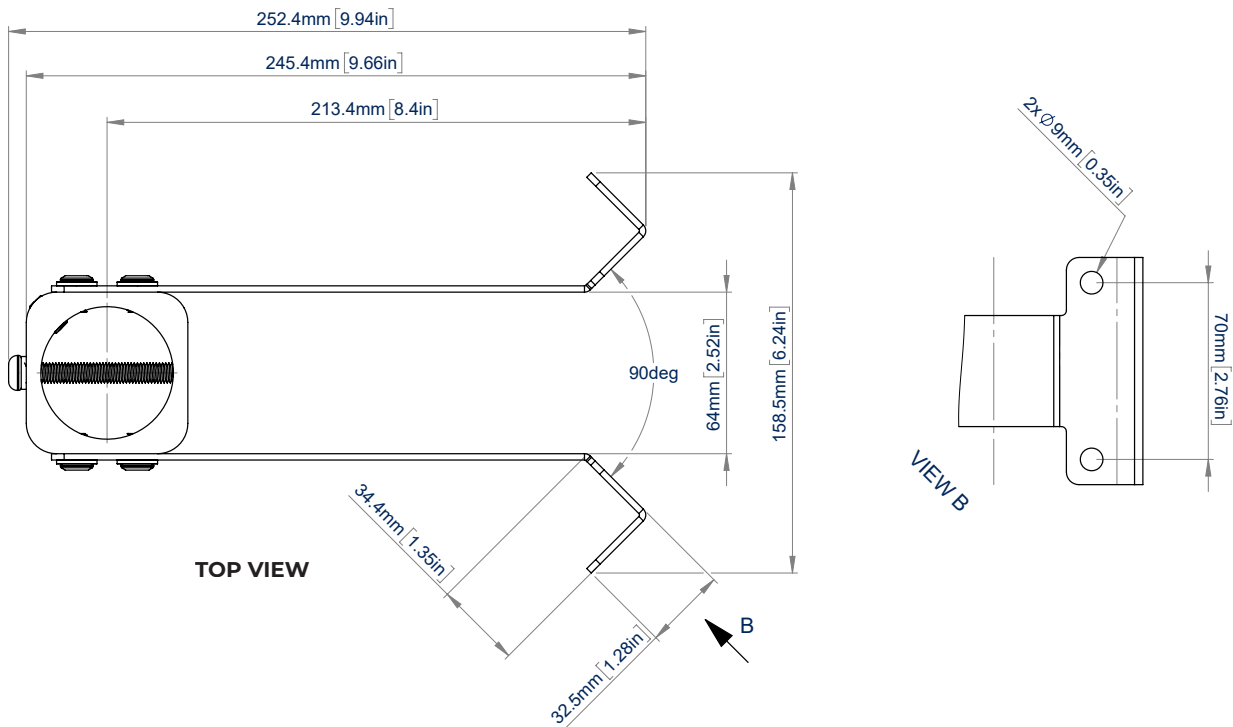 252.4mm [9.94in]
245.4mm [9.66in]
213.4mm [8.4in]
2x Ø9mm [0.35in]
90deg
64mm [2.52in]
158.5mm [6.24in]
70mm [2.76in]
VIEW B
34.4mm [1.35in]
TOP VIEW
B
32.5mm [1.28in]